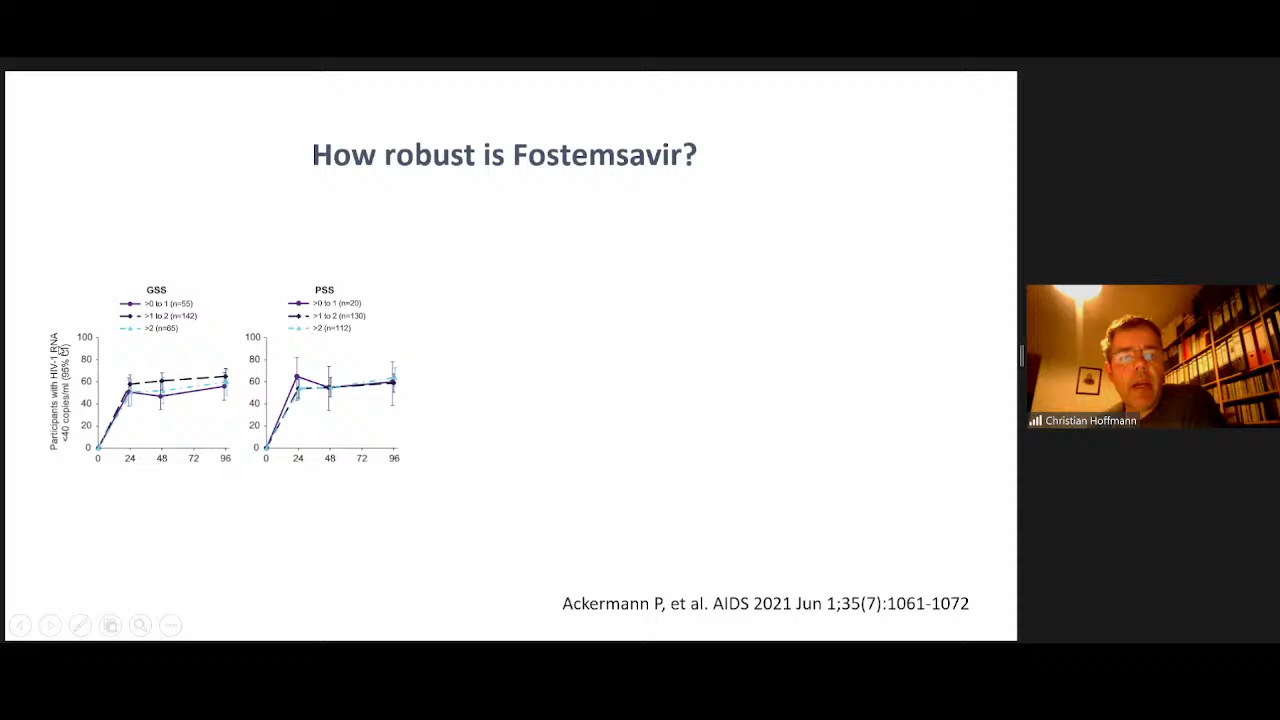 How robust is Fostemsavir?
GSS
>0 to 1 (n=55)
>1 to 2 (n=142)
>2 (n=65)
PSS
>0 to 1 (n=20)
>1 to 2 (n=130)
>2 (n=112)
Participants with HIV-1 RNA
<40 copies/ml (95% CI)
100
80
60
40
20
0
0 24 48 72 96
100
80
60
40
20
0
0 24 48 72 96
Ackermann P, et al. AIDS 2021 Jun 1;35(7):1061-1072
Christian Hoffmann